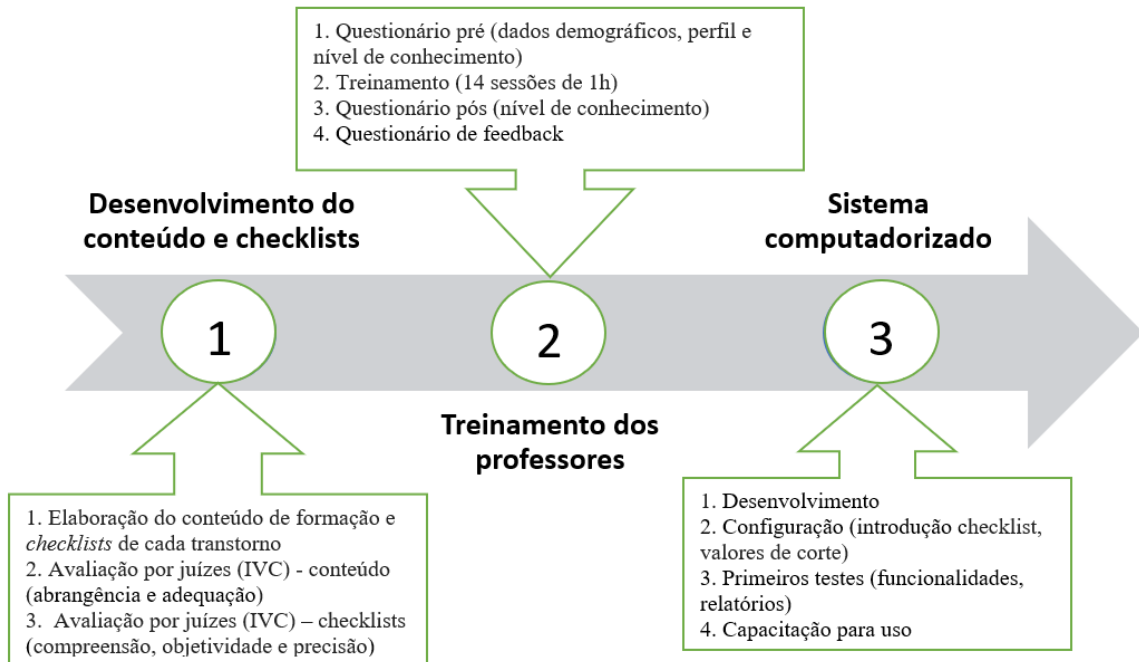 1. Questionário pré (dados demográficos, perfil e
nível de conhecimento)
2. Treinamento (14 sessões de 1h)
3. Questionário pós (nível de conhecimento)
4. Questionário de feedback
Desenvolvimento do
conteúdo e checklists
Sistema
computadorizado
1
2
3
Treinamento dos
professores
1. Elaboração do conteúdo de formação e
checklists de cada transtorno
2. Avaliação por juízes (IVC) - conteúdo
(abrangência e adequação)
3. Avaliação por juízes (IVC) – checklists
(compreensão, objetividade e precisão)
1. Desenvolvimento
2. Configuração (introdução checklist,
valores de corte)
3. Primeiros testes (funcionalidades,
relatórios)
4. Capacitação para uso